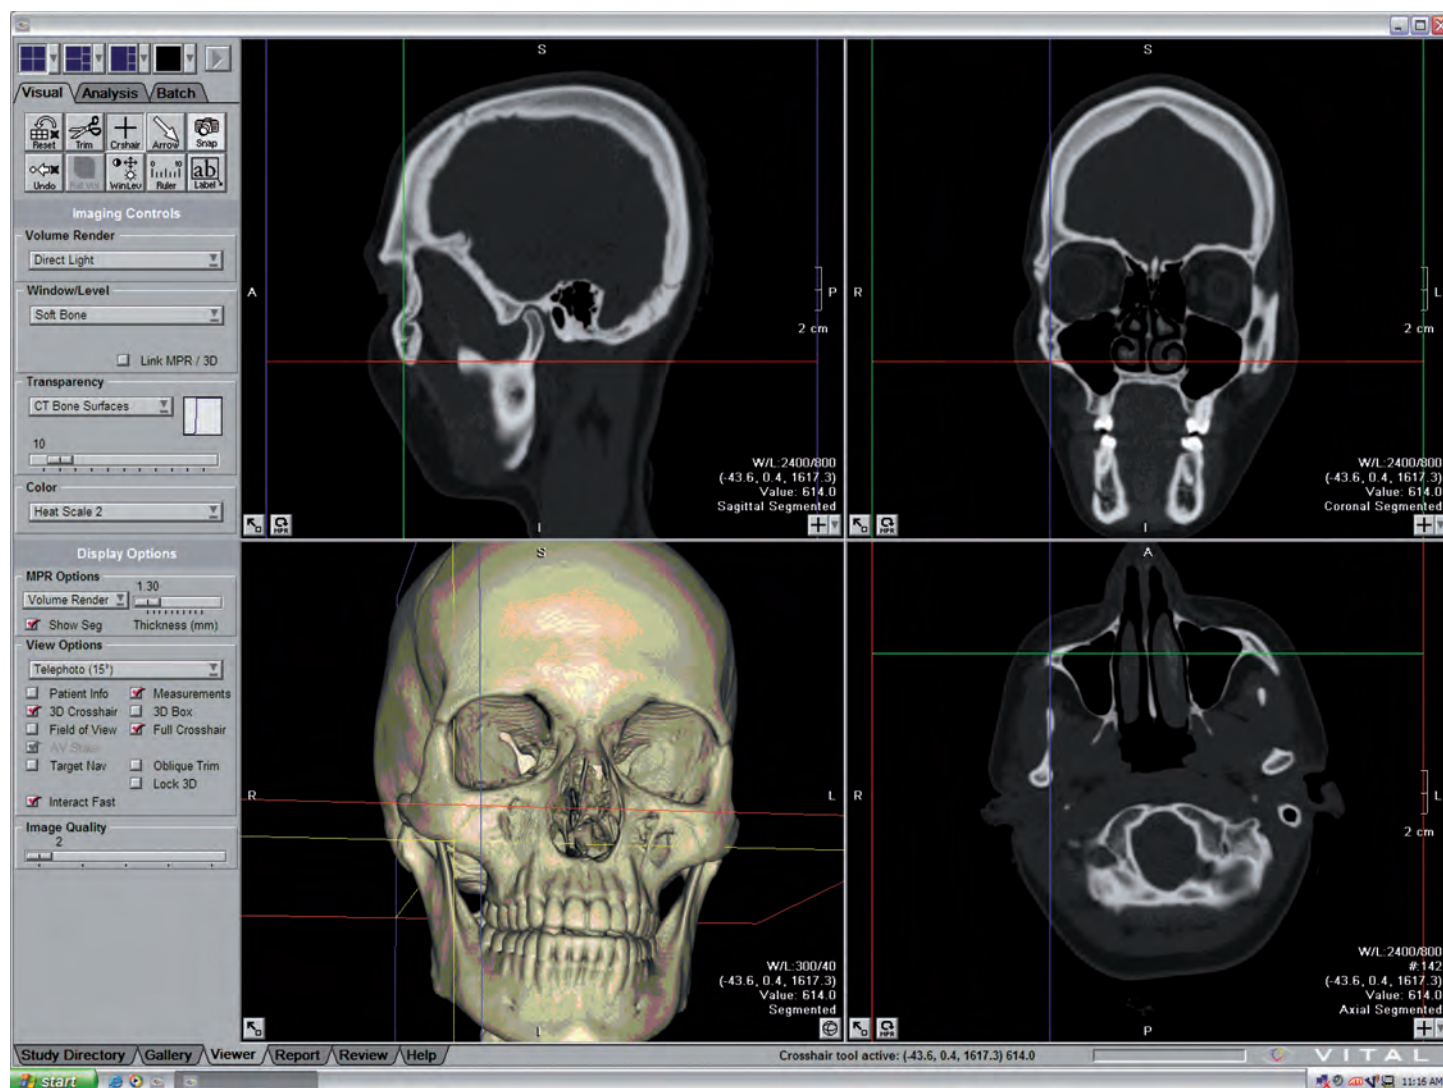 Visual Analysis Batch
Reset Trim Crshair Arrow Snap
Undo WinLev Ruler Label
0 10
ab
Imaging Controls
Volume Render
Direct Light
Window/Level
Soft Bone
Link MPR / 3D
Transparency
CT Bone Surfaces
10
Color
Heat Scale 2
Display Options
MPR Options
1.30
Volume Render
Show Seg Thickness (mm)
View Options
Telephoto (15°)
Patient Info Measurements
3D Crosshair 3D Box
Field of View Full Crosshair
Target Nav Oblique Trim
Lock 3D
Interact Fast
Image Quality
2
S
A
P
2 cm
W/L:2400/800
(-43.6, 0.4, 1617.3)
Value: 614.0
Sagittal Segmented
I
MPR
S
R
L
2 cm
W/L:2400/800
(-43.6, 0.4, 1617.3)
Value: 614.0
Coronal Segmented
I
MPR
S
R
L
W/L:300/40
(-43.6, 0.4, 1617.3)
Value: 614.0
Segmented
I
A
R
L
2 cm
W/L:2400/800
#:142
(-43.6, 0.4, 1617.3)
Value: 614.0
Axial Segmented
P
MPR
Study Directory Gallery Viewer Report Review Help
Crosshair tool active: (-43.6, 0.4, 1617.3) 614.0
VITAL
start
11:16 AM